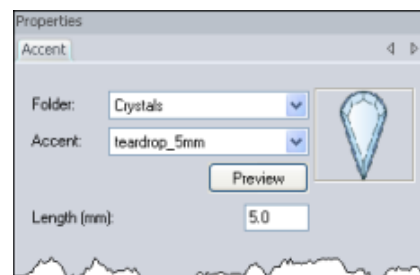 Properties
Accent
Folder: Crystals
Accent: teardrop_5mm
Preview
Length (mm): 5.0